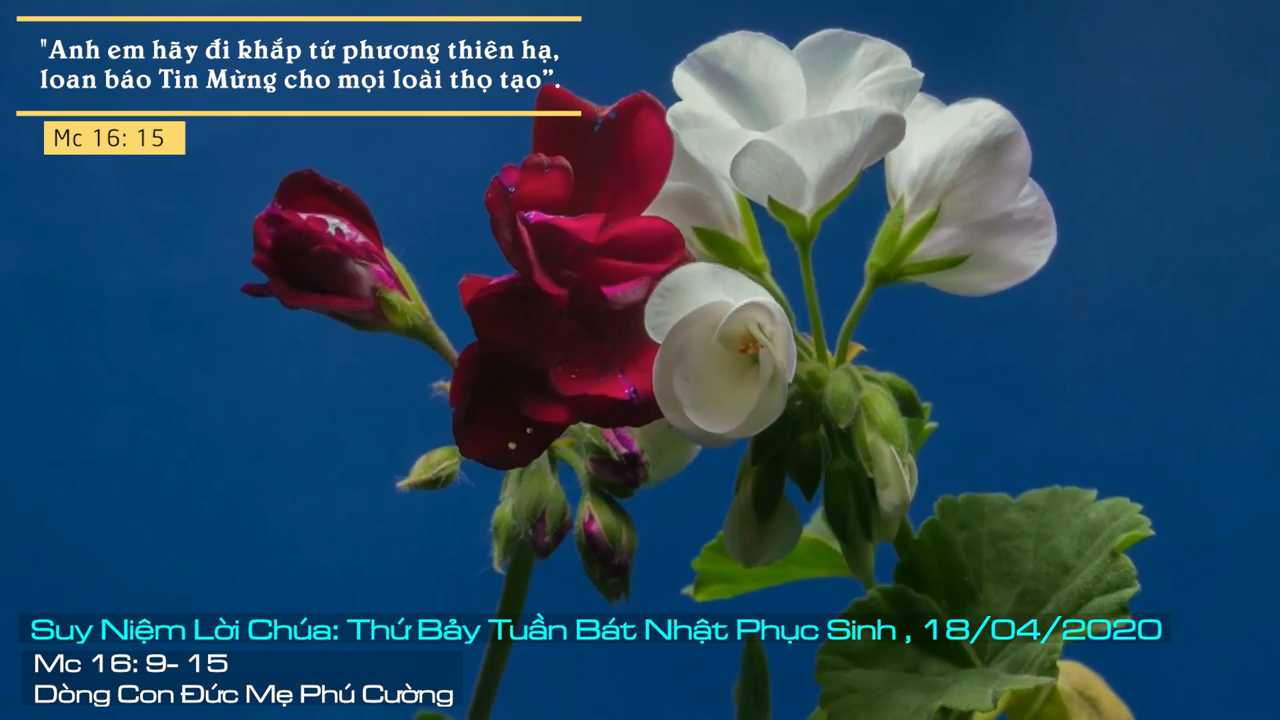 "Anh em hãy đi khắp tứ phương thiên hạ,
loan báo Tin Mừng cho mọi loài thọ tạo”.
Mc 16: 15
Suy Niệm Lời Chúa: Thứ Bảy Tuần Bát Nhật Phục Sinh , 18/04/2020
Mc 16: 9- 15
Dòng Con Đức Mẹ Phú Cường